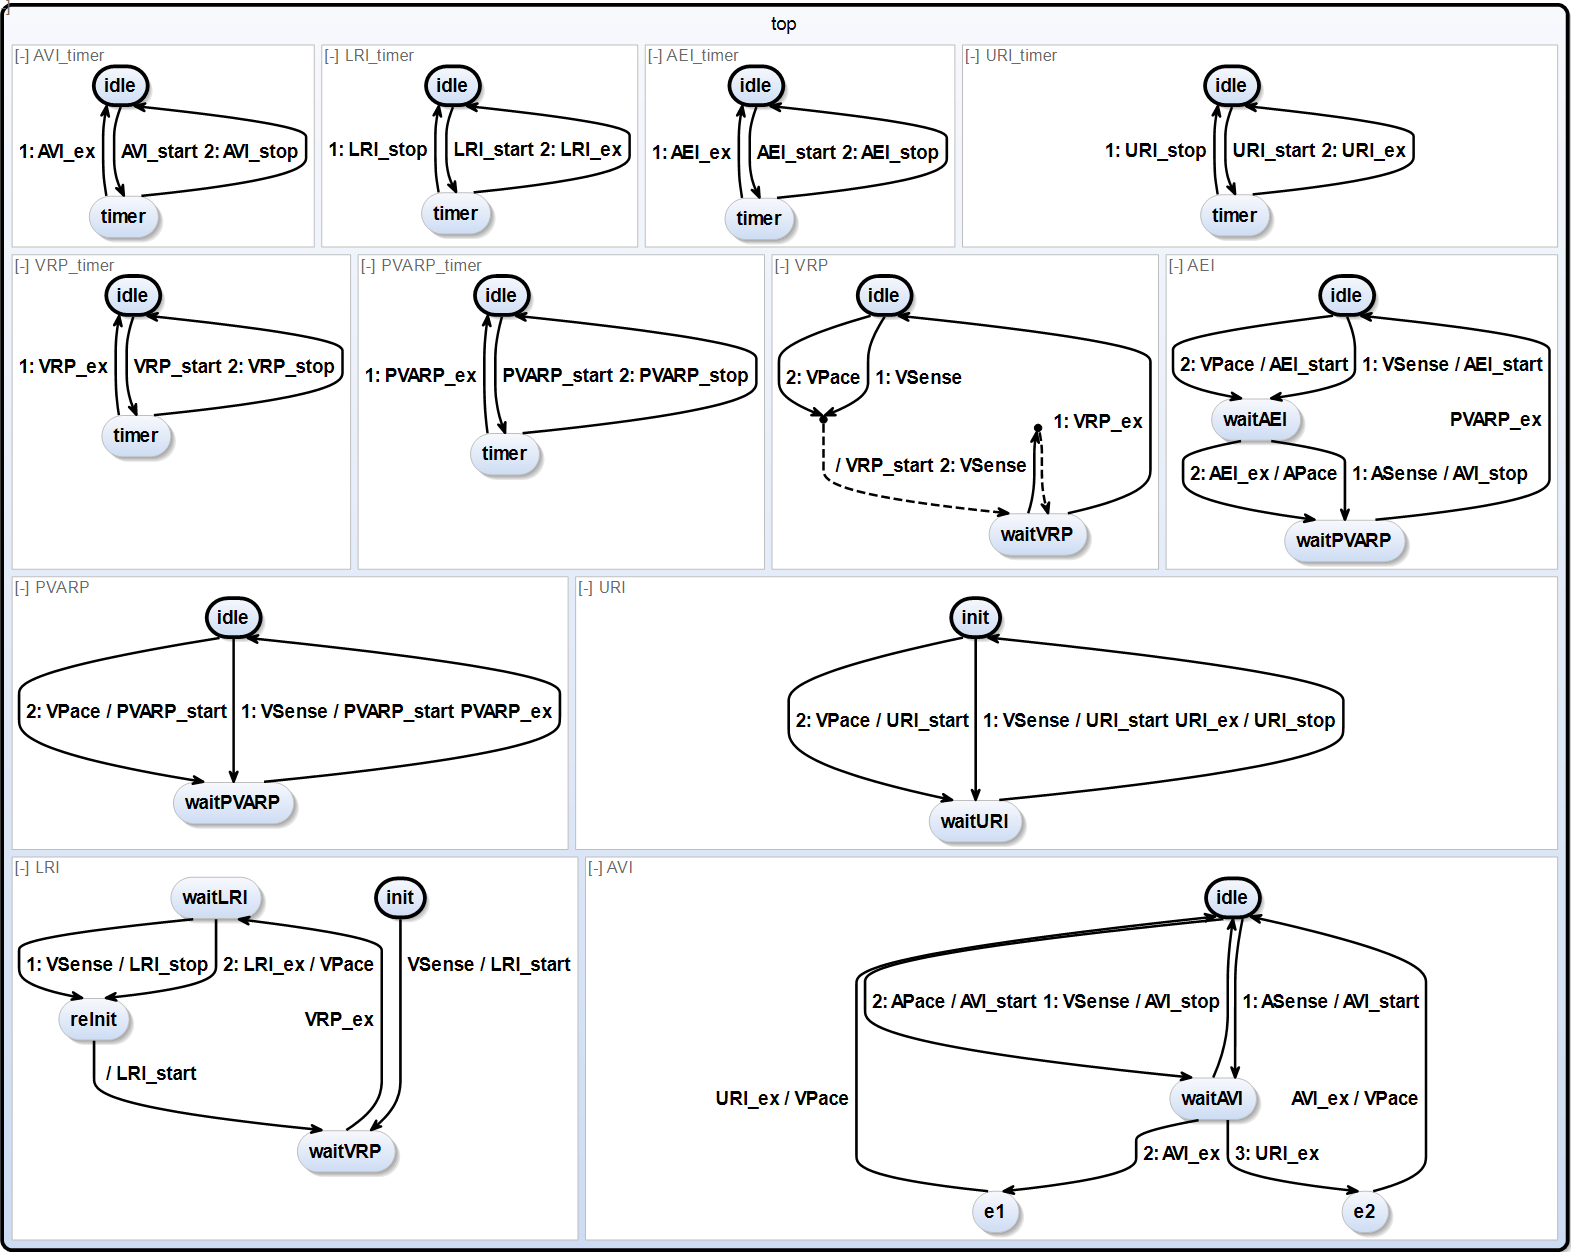 top
[-] AVI_timer
idle
1: AVI_ex
AVI_start 2: AVI_stop
timer
[-] LRI_timer
idle
1: LRI_stop
LRI_start 2: LRI_ex
timer
[-] AEI_timer
idle
1: AEI_ex
AEI_start 2: AEI_stop
timer
[-] URI_timer
idle
1: URI_stop
URI_start 2: URI_ex
timer
[-] VRP_timer
idle
1: VRP_ex
VRP_start 2: VRP_stop
timer
[-] PVARP_timer
idle
1: PVARP_ex
PVARP_start 2: PVARP_stop
timer
[-] VRP
idle
2: VPace
1: VSense
1: VRP_ex
/ VRP_start 2: VSense
waitVRP
[-] AEI
idle
2: VPace / AEI_start
1: VSense / AEI_start
waitAEI
PVARP_ex
2: AEI_ex / APace
1: ASense / AVI_stop
waitPVARP
[-] PVARP
idle
2: VPace / PVARP_start
1: VSense / PVARP_start PVARP_ex
waitPVARP
[-] URI
init
2: VPace / URI_start
1: VSense / URI_start URI_ex / URI_stop
waitURI
[-] LRI
waitLRI
init
1: VSense / LRI_stop
2: LRI_ex / VPace
VSense / LRI_start
reInit
VRP_ex
/ LRI_start
waitVRP
[-] AVI
idle
2: APace / AVI_start 1: VSense / AVI_stop
1: ASense / AVI_start
URI_ex / VPace
waitAVI
AVI_ex / VPace
2: AVI_ex
3: URI_ex
e1
e2